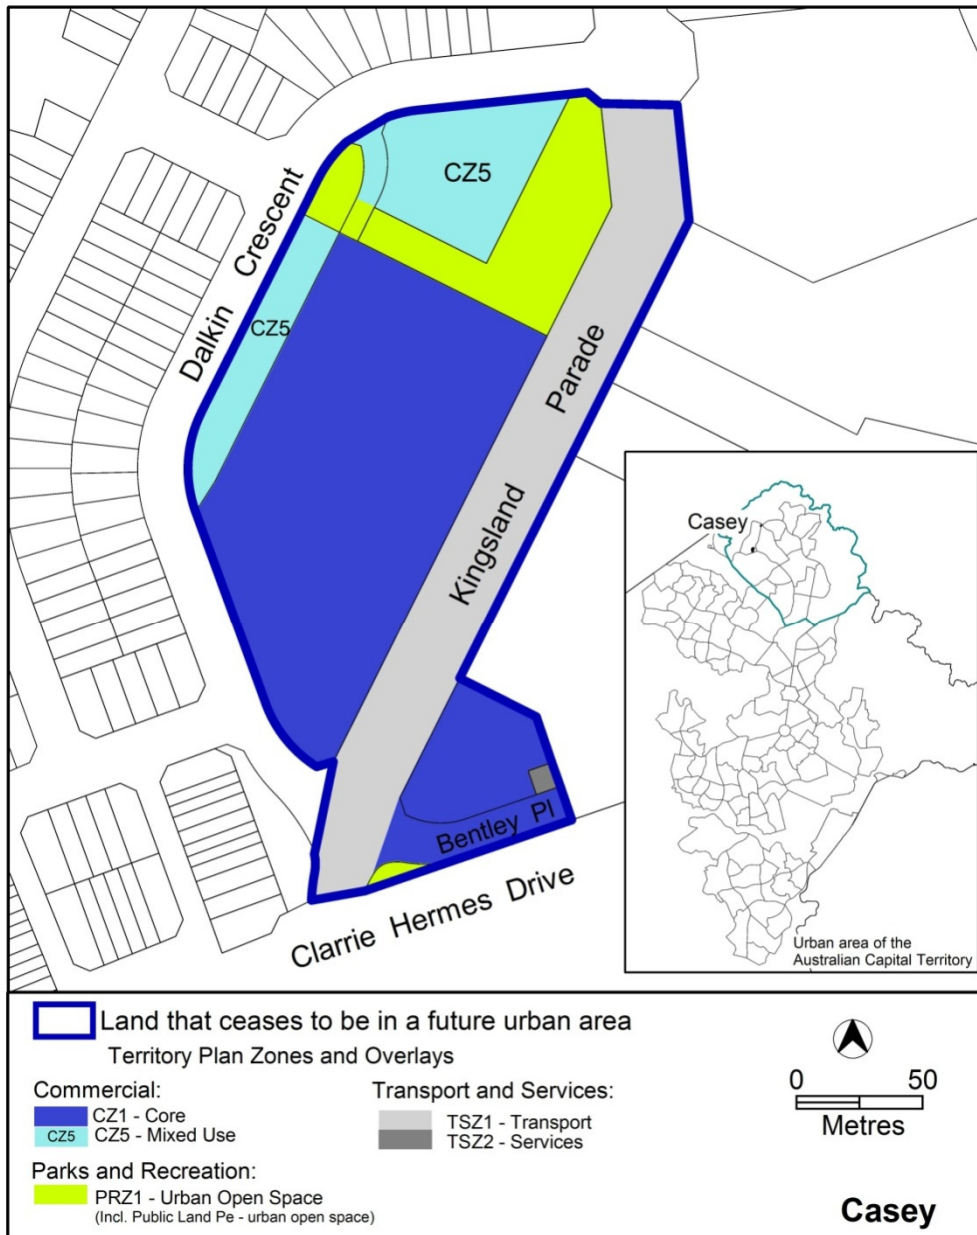 CZ5
Dalkin Crescent
CZ5
Kingsland Parade
Bentley Pl
Clarrie Hermes Drive
Casey
Urban area of the
Australian Capital Territory
Land that ceases to be in a future urban area
Territory Plan Zones and Overlays
Commercial:
CZ1 - Core
CZ5 CZ5 - Mixed Use
Parks and Recreation:
PRZ1 - Urban Open Space
(Incl. Public Land Pe - urban open space)
Transport and Services:
TSZ1 - Transport
TSZ2 - Services
0 50
Metres
Casey